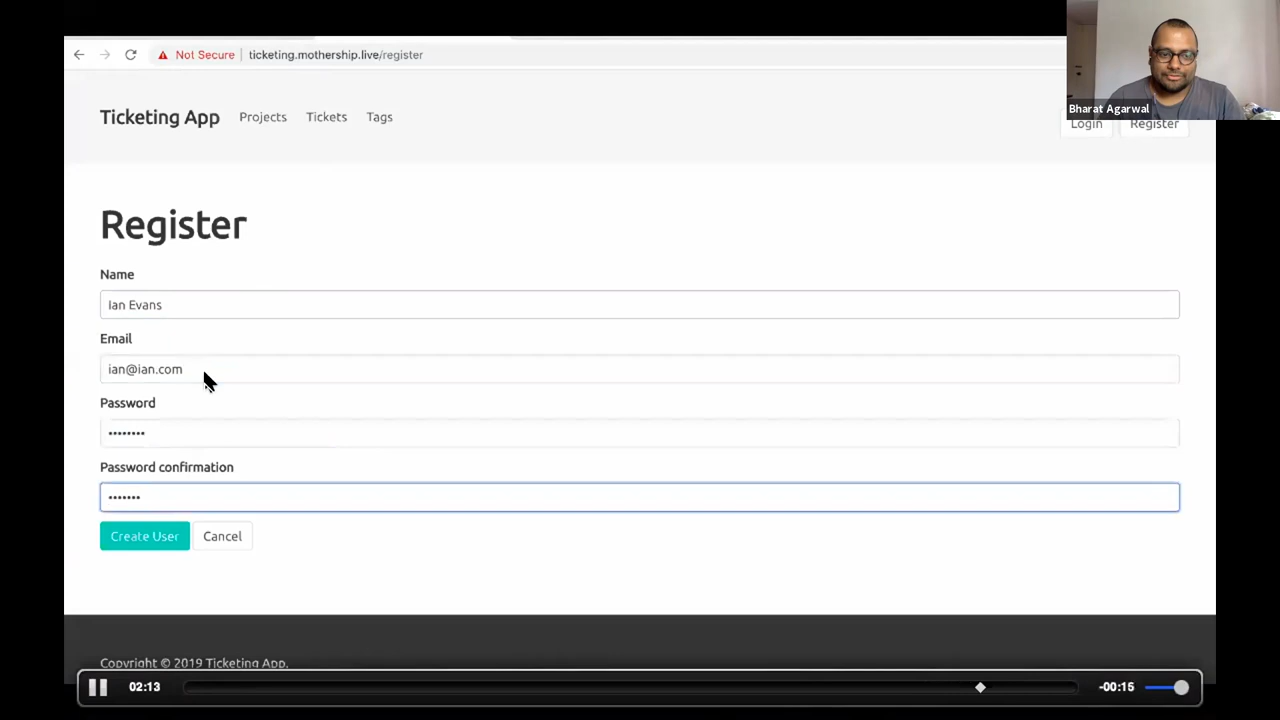 Not Secure ticketing.mothership.live/register
Bharat Agarwal
Ticketing App Projects Tickets Tags Login Register
Register
Name
Ian Evans
Email
ian@ian.com
Password
••••••••
Password confirmation
•••••••
Create User Cancel
Copyright © 2019 Ticketing App.
02:13 -00:15